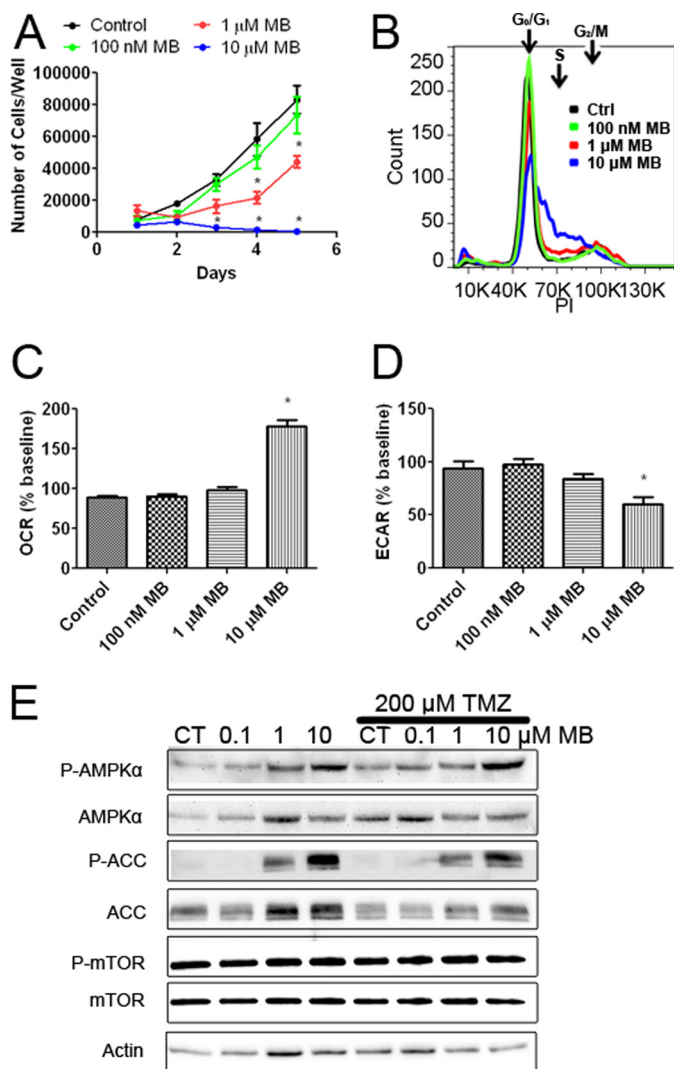 A
Control
1 μM MB
100 nM MB
10 μM MB
Number of Cells/Well
100000
80000
60000
40000
20000
0
0 2 4 6
Days
* * * * * *
B
G₀/G₁
S
G₂/M
Count
250
200
150
100
50
0
Ctrl
100 nM MB
1 μM MB
10 μM MB
10K 40K 70K 100K 130K
PI
C
OCR (% baseline)
200
150
100
50
0
*
Control
100 nM MB
1 μM MB
10 μM MB
D
ECAR (% baseline)
150
100
50
0
*
Control
100 nM MB
1 μM MB
10 μM MB
E
200 μM TMZ
CT 0.1 1 10 CT 0.1 1 10 μM MB
P-AMPKα
AMPKα
P-ACC
ACC
P-mTOR
mTOR
Actin